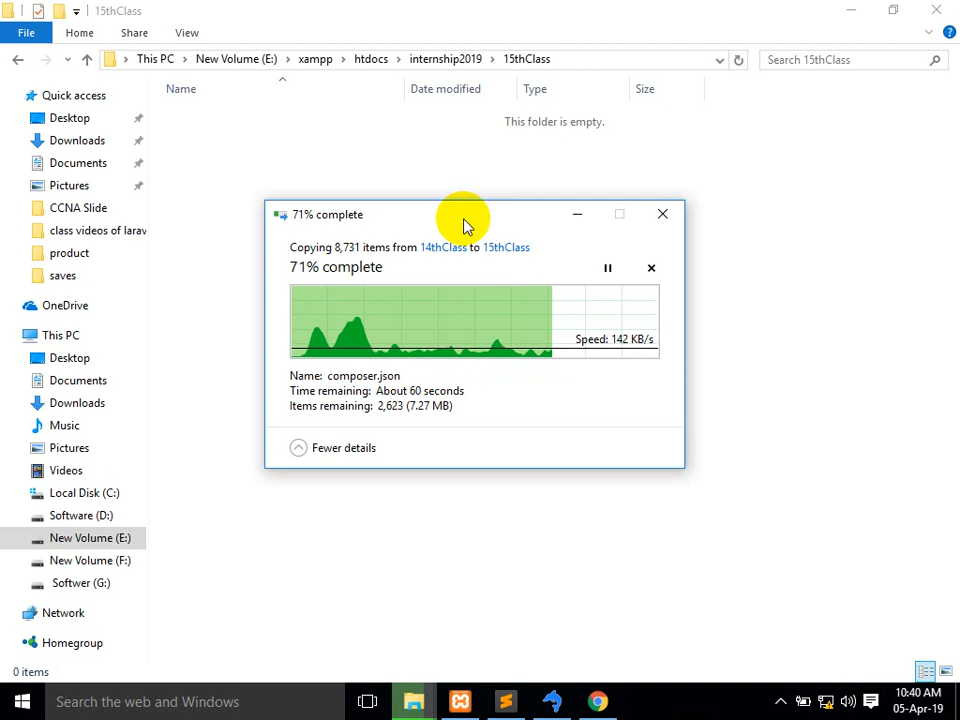 15thClass
File Home Share View
This PC New Volume (E:) xampp htdocs internship2019 15thClass
Search 15thClass
Name Date modified Type Size
This folder is empty.
Quick access
Desktop
Downloads
Documents
Pictures
CCNA Slide
class videos of larav
product
saves
OneDrive
This PC
Desktop
Documents
Downloads
Music
Pictures
Videos
Local Disk (C:)
Software (D:)
New Volume (E:)
New Volume (F:)
Softwer (G:)
Network
Homegroup
71% complete
Copying 8,731 items from 14thClass to 15thClass
71% complete
Speed: 142 KB/s
Name: composer.json
Time remaining: About 60 seconds
Items remaining: 2,623 (7.27 MB)
Fewer details
0 items
Search the web and Windows
10:40 AM
05-Apr-19